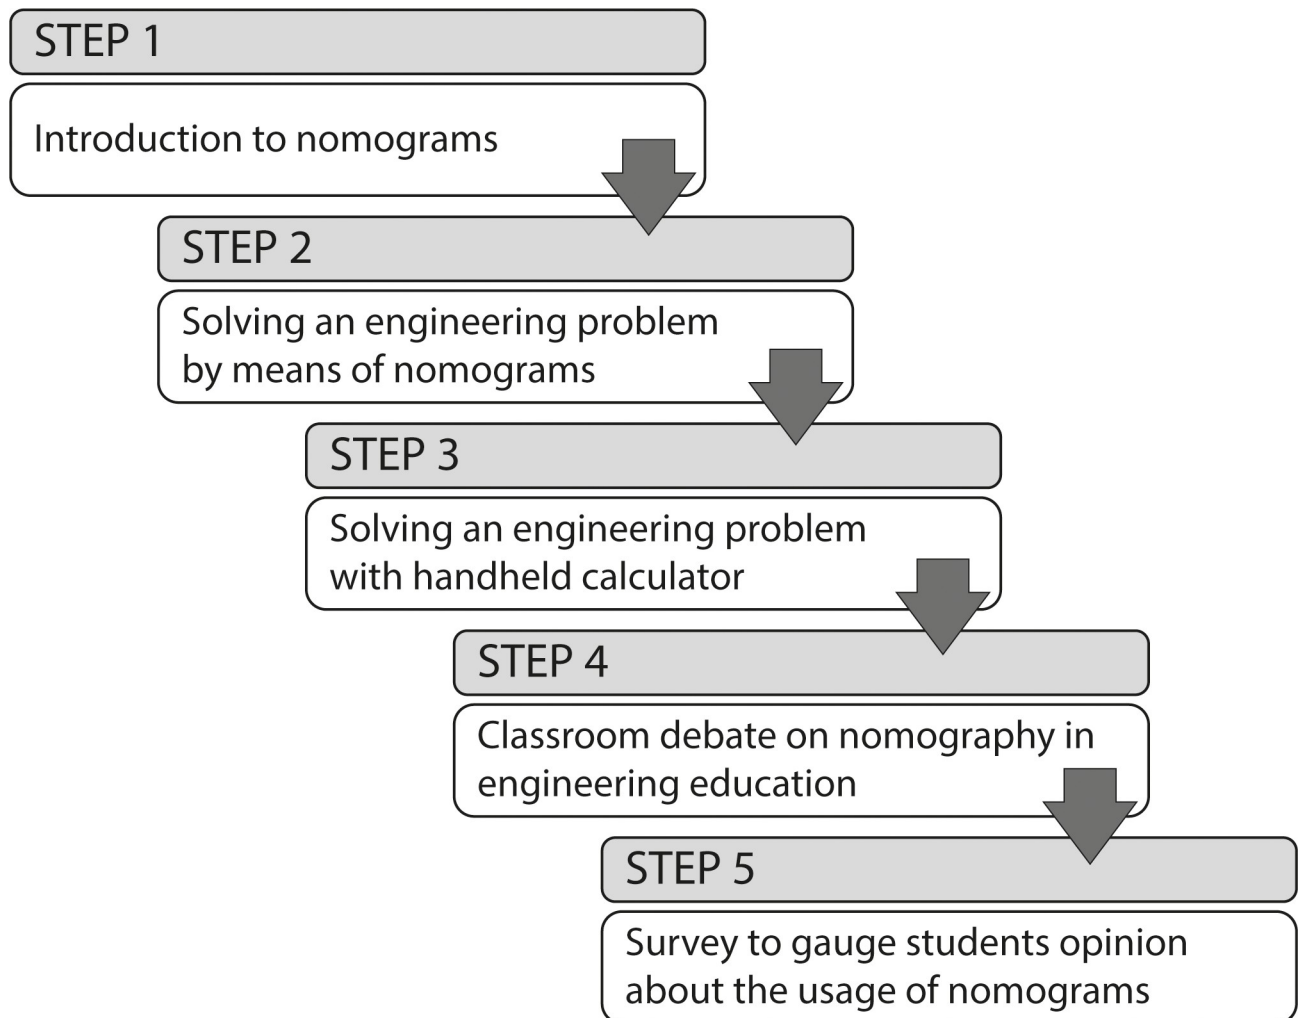 STEP 1
Introduction to nomograms
STEP 2
Solving an engineering problem
by means of nomograms
STEP 3
Solving an engineering problem
with handheld calculator
STEP 4
Classroom debate on nomography in
engineering education
STEP 5
Survey to gauge students opinion
about the usage of nomograms